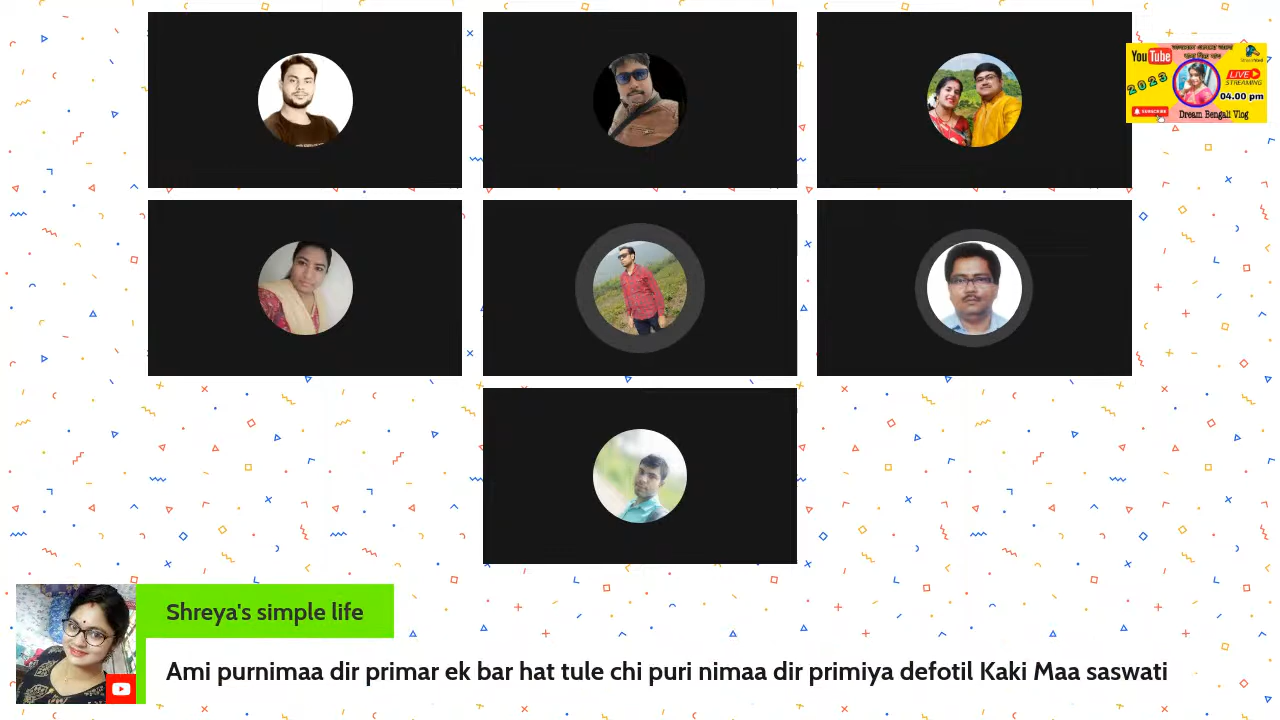 YouTube
2023
LIVE
STREAMING
04.00 pm
SUBSCRIBE
Dream Bengali Vlog
Shreya's simple life
Ami purnimaa dir primar ek bar hat tule chi puri nimaa dir primiya defotil Kaki Maa saswati